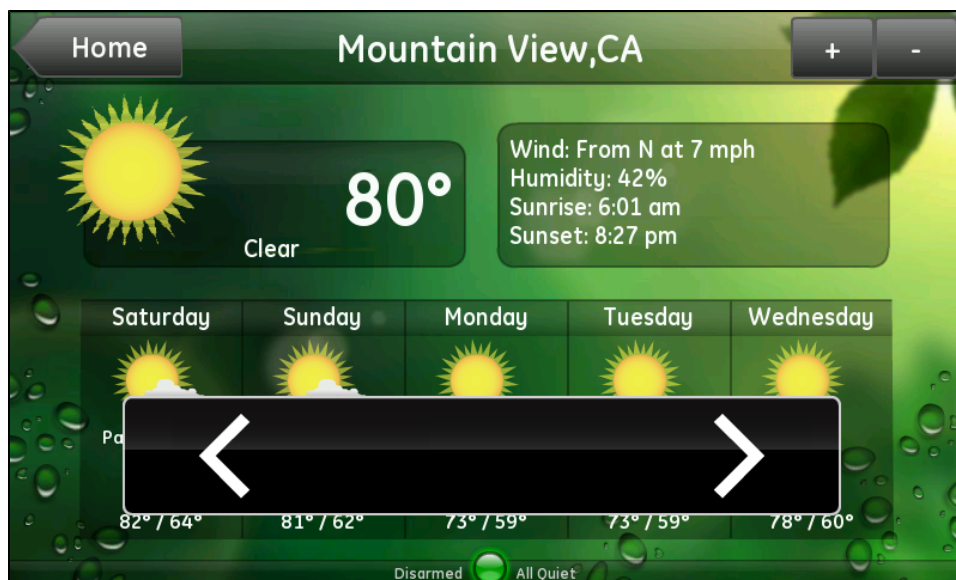 Home
Mountain View,CA
+
-
80°
Clear
Wind: From N at 7 mph
Humidity: 42%
Sunrise: 6:01 am
Sunset: 8:27 pm
Saturday Sunday Monday Tuesday Wednesday
82°/64° 81°/62° 73°/59° 73°/59° 78°/60°
Disarmed All Quiet